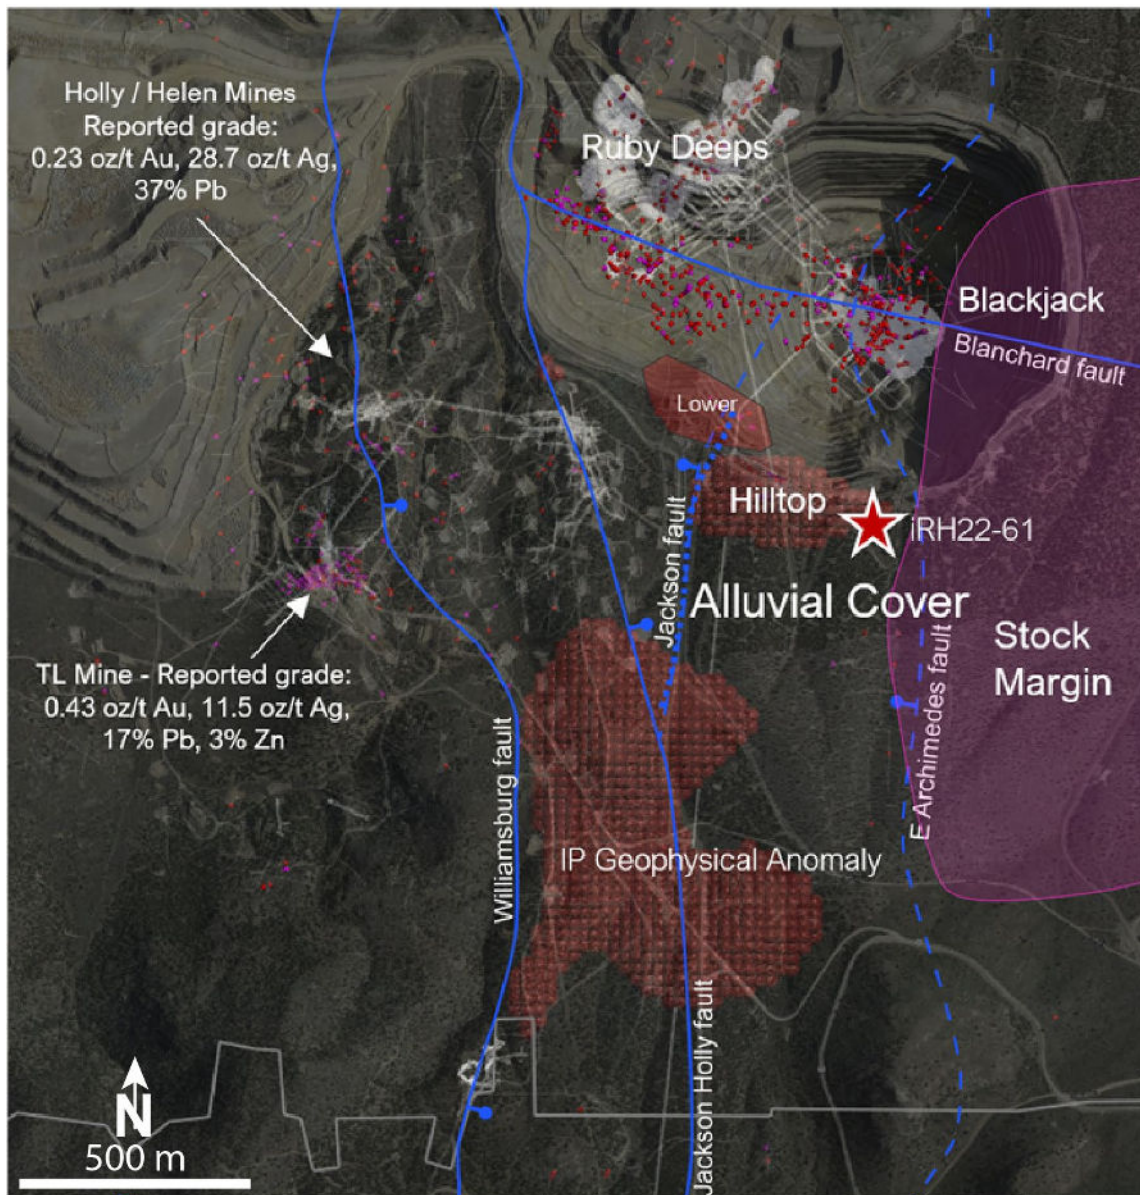 Holly / Helen Mines
Reported grade:
0.23 oz/t Au, 28.7 oz/t Ag,
37% Pb
Ruby Deeps
Blackjack
Blanchard fault
Lower
Hilltop
iRH22-61
Jackson fault
Alluvial Cover
Stock
Margin
E Archimedes fault
TL Mine - Reported grade:
0.43 oz/t Au, 11.5 oz/t Ag,
17% Pb, 3% Zn
Williamsburg fault
IP Geophysical Anomaly
Jackson Holly fault
N
500 m